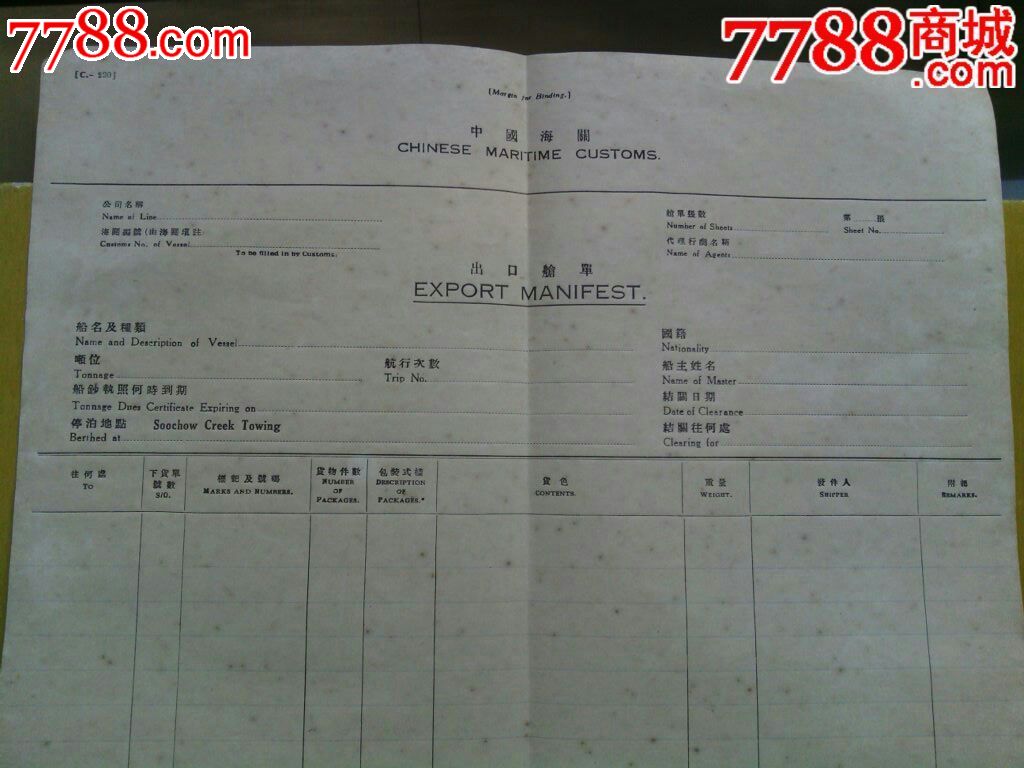 7788.com
7788商城
.com
[C.- 220]
[Margin for Binding.]
中國海關
CHINESE MARITIME CUSTOMS.
公司名稱
Name of Line
海關編號(由海關填註
Customs No. of Vessel
To be filled in by Customs.
艙單張數 第 張
Number of Sheets Sheet No.
代理行商名稱
Name of Agents
出口艙單
EXPORT MANIFEST.
船名及種類
Name and Description of Vessel
國籍
Nationality
噸位 航行次數
Tonnage Trip No.
船主姓名
Name of Master
船鈔執照何時到期
Tonnage Dues Certificate Expiring on
結關日期
Date of Clearance
停泊地點 Soochow Creek Towing
Berthed at
結關往何處
Clearing for
往何處
To
下貨單
號數
S/O.
標記及號碼
MARKS AND NUMBERS.
貨物件數
NUMBER
OF
PACKAGES.
包裝式樣
DESCRIPTION
OF
PACKAGES.*
貨色
CONTENTS.
重量
WEIGHT.
發件人
SHIPPER
附記
REMARKS.